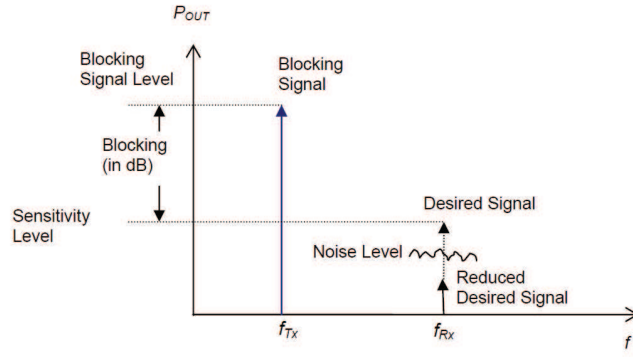 P_OUT
Blocking
Signal Level
Blocking
Signal
Blocking
(in dB)
Sensitivity
Level
Desired Signal
Noise Level
Reduced
Desired Signal
f_Tx
f_Rx
f